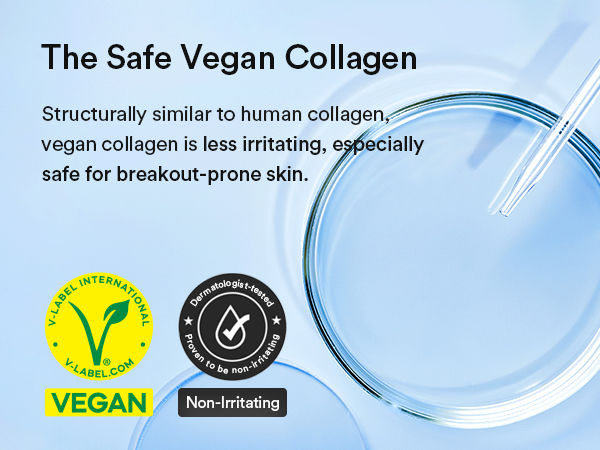 The Safe Vegan Collagen
Structurally similar to human collagen,
vegan collagen is less irritating, especially
safe for breakout-prone skin.
V-LABEL INTERNATIONAL
®
V-LABEL.COM
VEGAN
Dermatologist-tested
Proven to be non-irritating
Non-Irritating